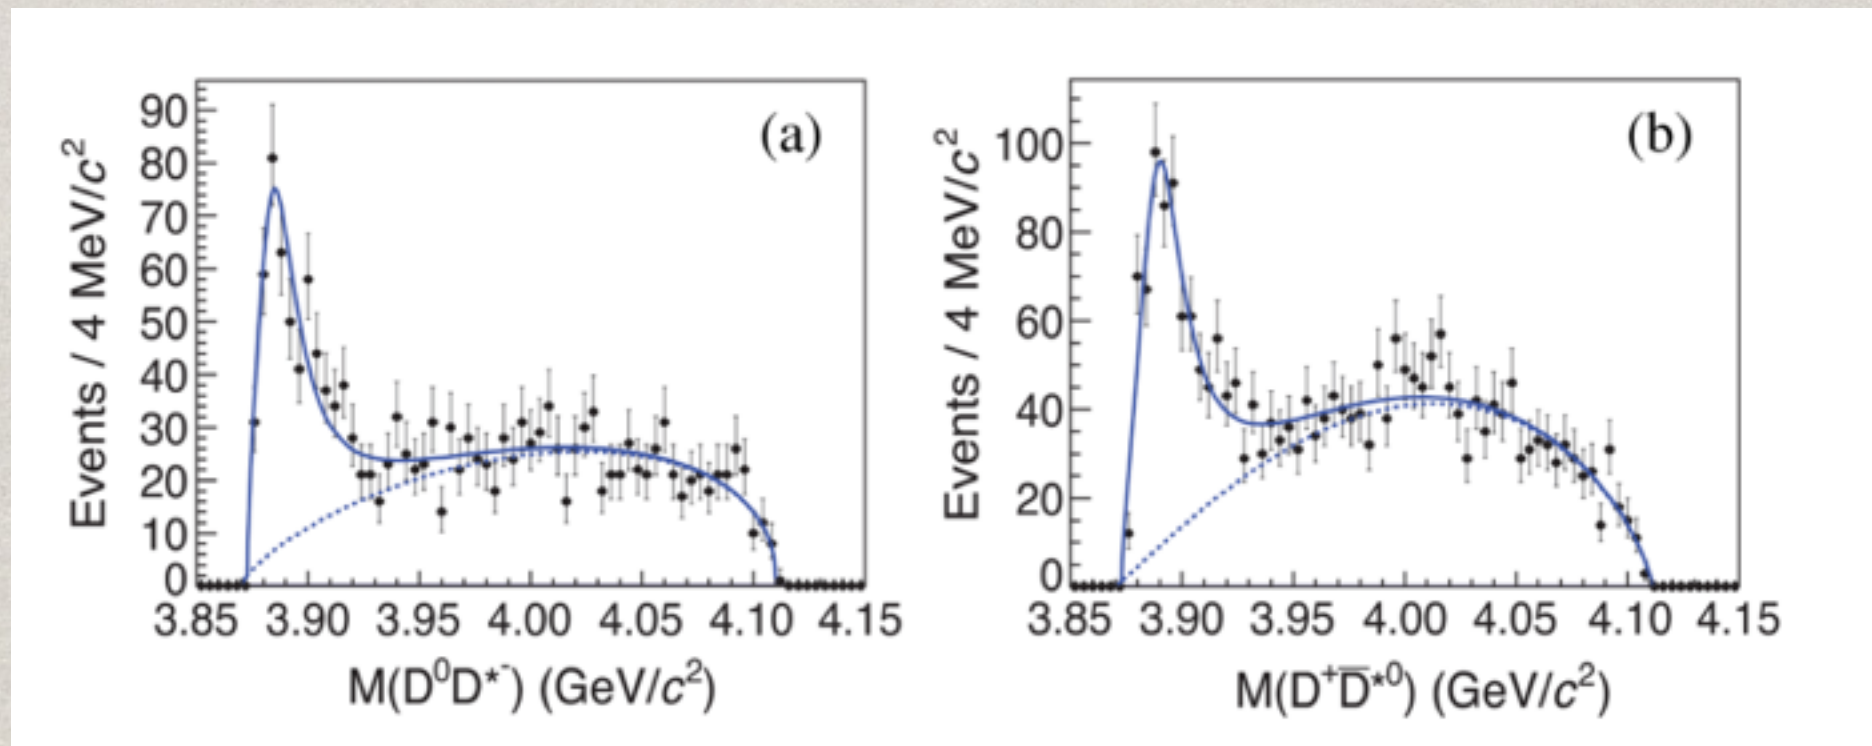 (a)
Events / 4 MeV/c²
90
80
70
60
50
40
30
20
10
0
3.85 3.90 3.95 4.00 4.05 4.10 4.15
M(D⁰D*⁻) (GeV/c²)
(b)
Events / 4 MeV/c²
100
80
60
40
20
0
3.85 3.90 3.95 4.00 4.05 4.10 4.15
M(D⁺D̅*⁰) (GeV/c²)